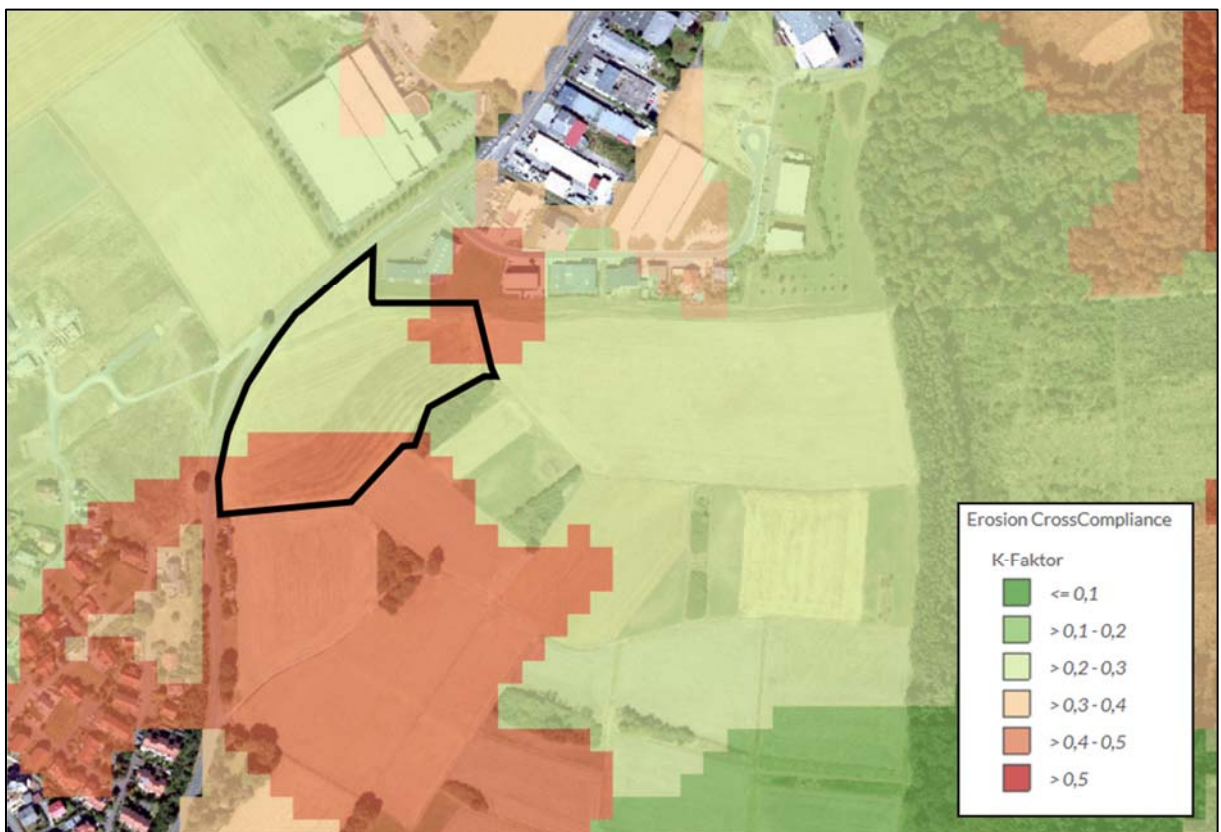 Erosion CrossCompliance
K-Faktor
<= 0,1
> 0,1 - 0,2
> 0,2 - 0,3
> 0,3 - 0,4
> 0,4 - 0,5
> 0,5